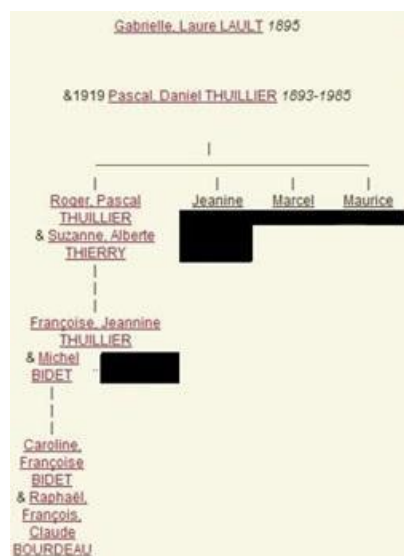 Gabrielle, Laure LAULT 1895
&1919 Pascal, Daniel THUILLIER 1893-1985
Roger, Pascal Jeanine Marcel Maurice
THUILLIER
& Suzanne, Alberte
THIERRY
Françoise, Jeannine
THUILLIER
& Michel
BIDET
Caroline,
Françoise
BIDET
& Raphaël,
François,
Claude
BOURDEAU